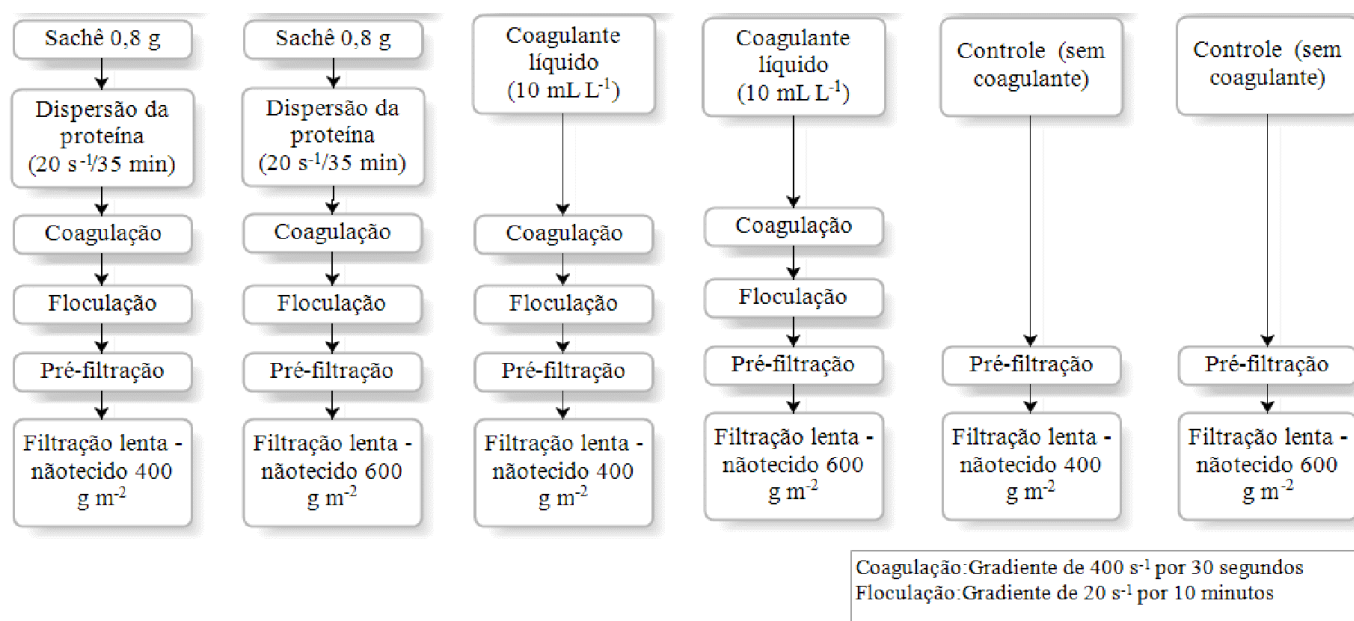 Sachê 0,8 g
Dispersão da
proteína
(20 s⁻¹/35 min)
Coagulação
Floculação
Pré-filtração
Filtração lenta -
nãotecido 400
g m⁻²
Sachê 0,8 g
Dispersão da
proteína
(20 s⁻¹/35 min)
Coagulação
Floculação
Pré-filtração
Filtração lenta -
nãotecido 600
g m⁻²
Coagulante
líquido
(10 mL L⁻¹)
Coagulação
Floculação
Pré-filtração
Filtração lenta -
nãotecido 400
g m⁻²
Coagulante
líquido
(10 mL L⁻¹)
Coagulação
Floculação
Pré-filtração
Filtração lenta -
nãotecido 600
g m⁻²
Controle (sem
coagulante)
Pré-filtração
Filtração lenta -
nãotecido 400
g m⁻²
Controle (sem
coagulante)
Pré-filtração
Filtração lenta -
nãotecido 600
g m⁻²
Coagulação:Gradiente de 400 s⁻¹ por 30 segundos
Floculação:Gradiente de 20 s⁻¹ por 10 minutos